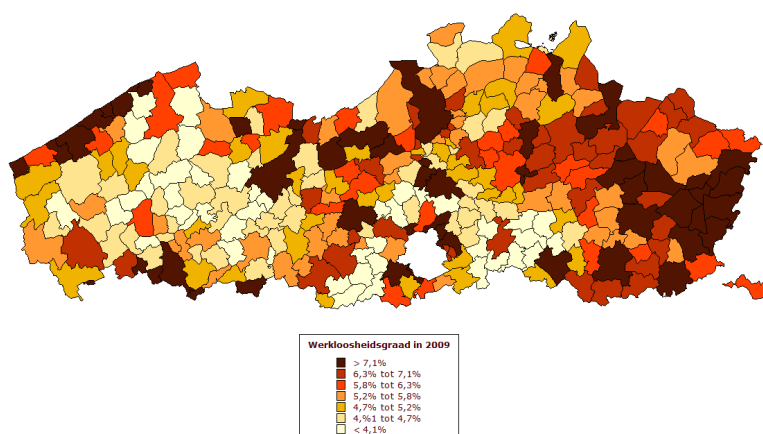 Werkloosheidsgraad in 2009
> 7,1%
6,3% tot 7,1%
5,8% tot 6,3%
5,2% tot 5,8%
4,7% tot 5,2%
4,%1 tot 4,7%
< 4,1%